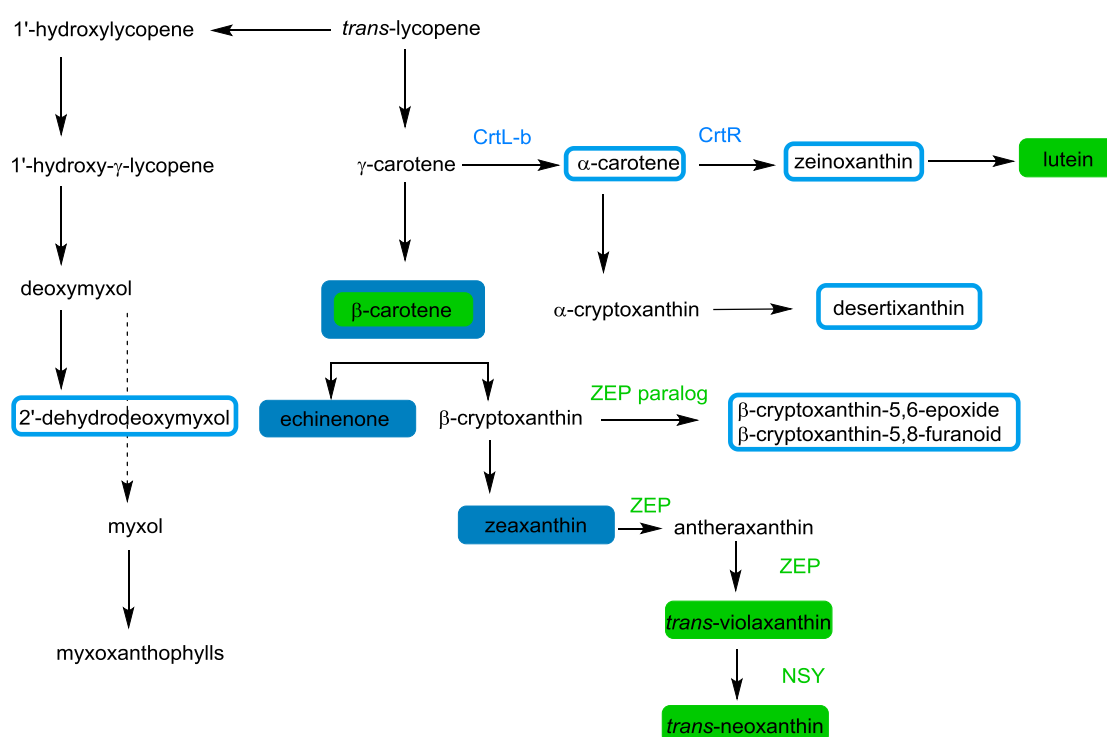 1'-hydroxylycopene
trans-lycopene
CrtL-b
CrtR
1'-hydroxy-γ-lycopene
γ-carotene
α-carotene
zeinoxanthin
lutein
deoxymyxol
β-carotene
α-cryptoxanthin
desertixanthin
ZEP paralog
2'-dehydrodeoxymyxol
echinenone
β-cryptoxanthin
β-cryptoxanthin-5,6-epoxide
β-cryptoxanthin-5,8-furanoid
ZEP
myxol
zeaxanthin
antheraxanthin
ZEP
trans-violaxanthin
myxoxanthophylls
NSY
trans-neoxanthin